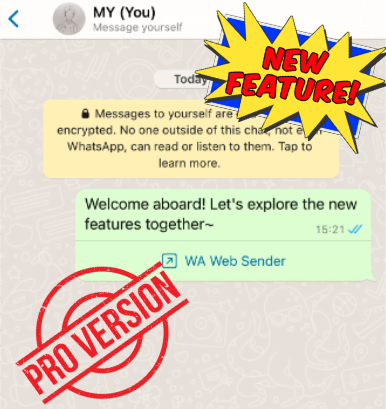 MY (You)
Message yourself
Today
NEW
FEATURE!
Messages to yourself are
encrypted. No one outside of this chat, not even
WhatsApp, can read or listen to them. Tap to
learn more.
Welcome aboard! Let's explore the new
features together~
15:21
WA Web Sender
PRO VERSION